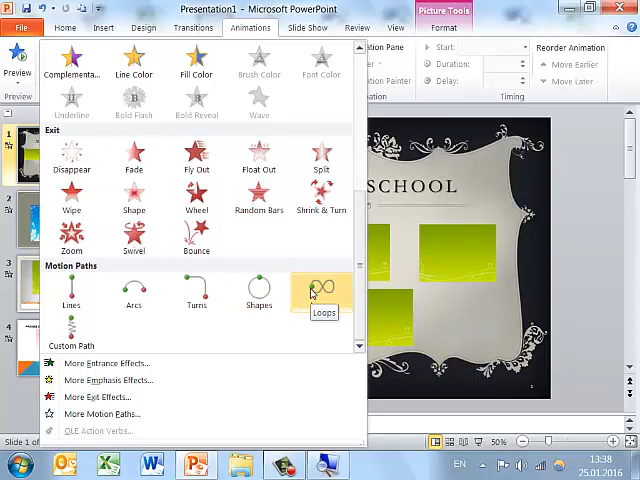 Presentation1 - Microsoft PowerPoint
Picture Tools
File Home Insert Design Transitions Animations Slide Show Review View Format
Preview
Preview
Complementa... Line Color Fill Color Brush Color Font Color
Underline Bold Flash Bold Reveal Wave
Exit
Disappear Fade Fly Out Float Out Split
Wipe Shape Wheel Random Bars Shrink & Turn
Zoom Swivel Bounce
Motion Paths
Lines Arcs Turns Shapes
Loops
Custom Path
More Entrance Effects...
More Emphasis Effects...
More Exit Effects...
More Motion Paths...
OLE Action Verbs...
ation Pane
ation Painter
Start:
Duration:
Delay:
Timing
Reorder Animation
Move Earlier
Move Later
1
2
3
4
SCHOOL
1
Slide 1
50%
EN
13:38
25.01.2016